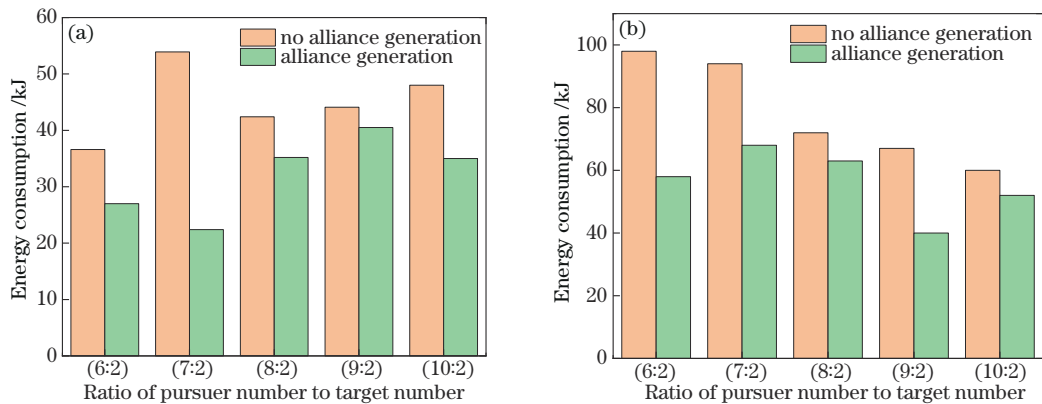 (a)
no alliance generation
alliance generation
Energy consumption /kJ
60
50
40
30
20
10
0
(6:2) (7:2) (8:2) (9:2) (10:2)
Ratio of pursuer number to target number
(b)
no alliance generation
alliance generation
Energy consumption /kJ
100
80
60
40
20
0
(6:2) (7:2) (8:2) (9:2) (10:2)
Ratio of pursuer number to target number